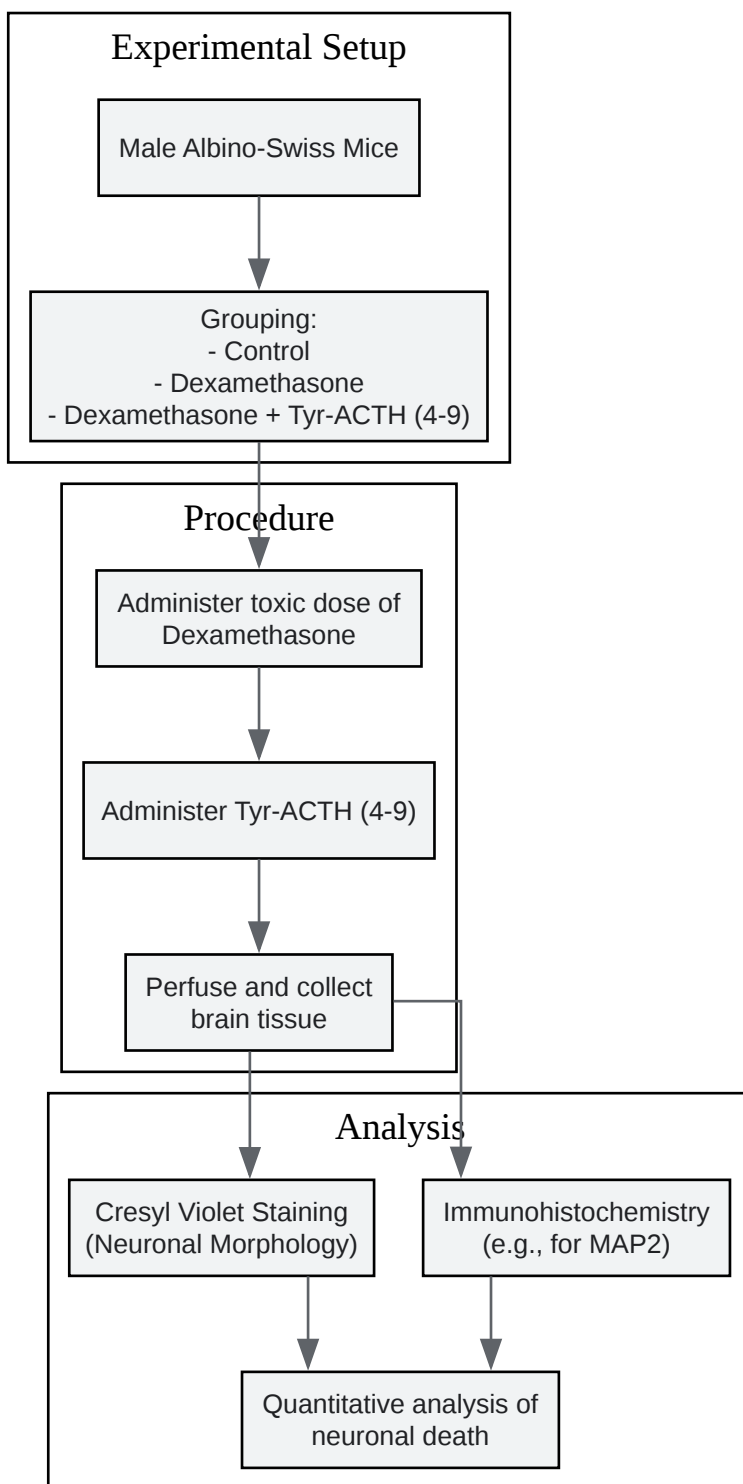 Experimental Setup
Male Albino-Swiss Mice
Grouping:
- Control
- Dexamethasone
- Dexamethasone + Tyr-ACTH (4-9)
Procedure
Administer toxic dose of
Dexamethasone
Administer Tyr-ACTH (4-9)
Perfuse and collect
brain tissue
Analysis
Cresyl Violet Staining
(Neuronal Morphology)
Immunohistochemistry
(e.g., for MAP2)
Quantitative analysis of
neuronal death